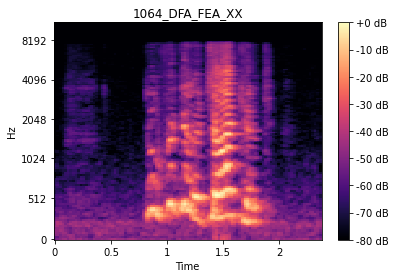 1064_DFA_FEA_XX
+0 dB
8192
-10 dB
4096
-20 dB
-30 dB
2048
Hz
-40 dB
1024
-50 dB
512
-60 dB
-70 dB
0
-80 dB
0 0.5 1 1.5 2
Time